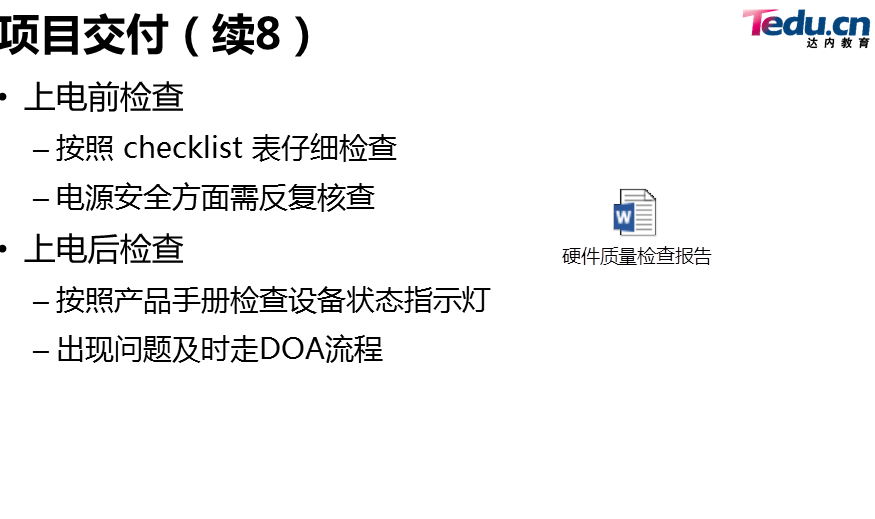 项目交付（续8）
Tedu.cn
达内教育
• 上电前检查
– 按照 checklist 表仔细检查
– 电源安全方面需反复核查
• 上电后检查
– 按照产品手册检查设备状态指示灯
– 出现问题及时走DOA流程
W
硬件质量检查报告